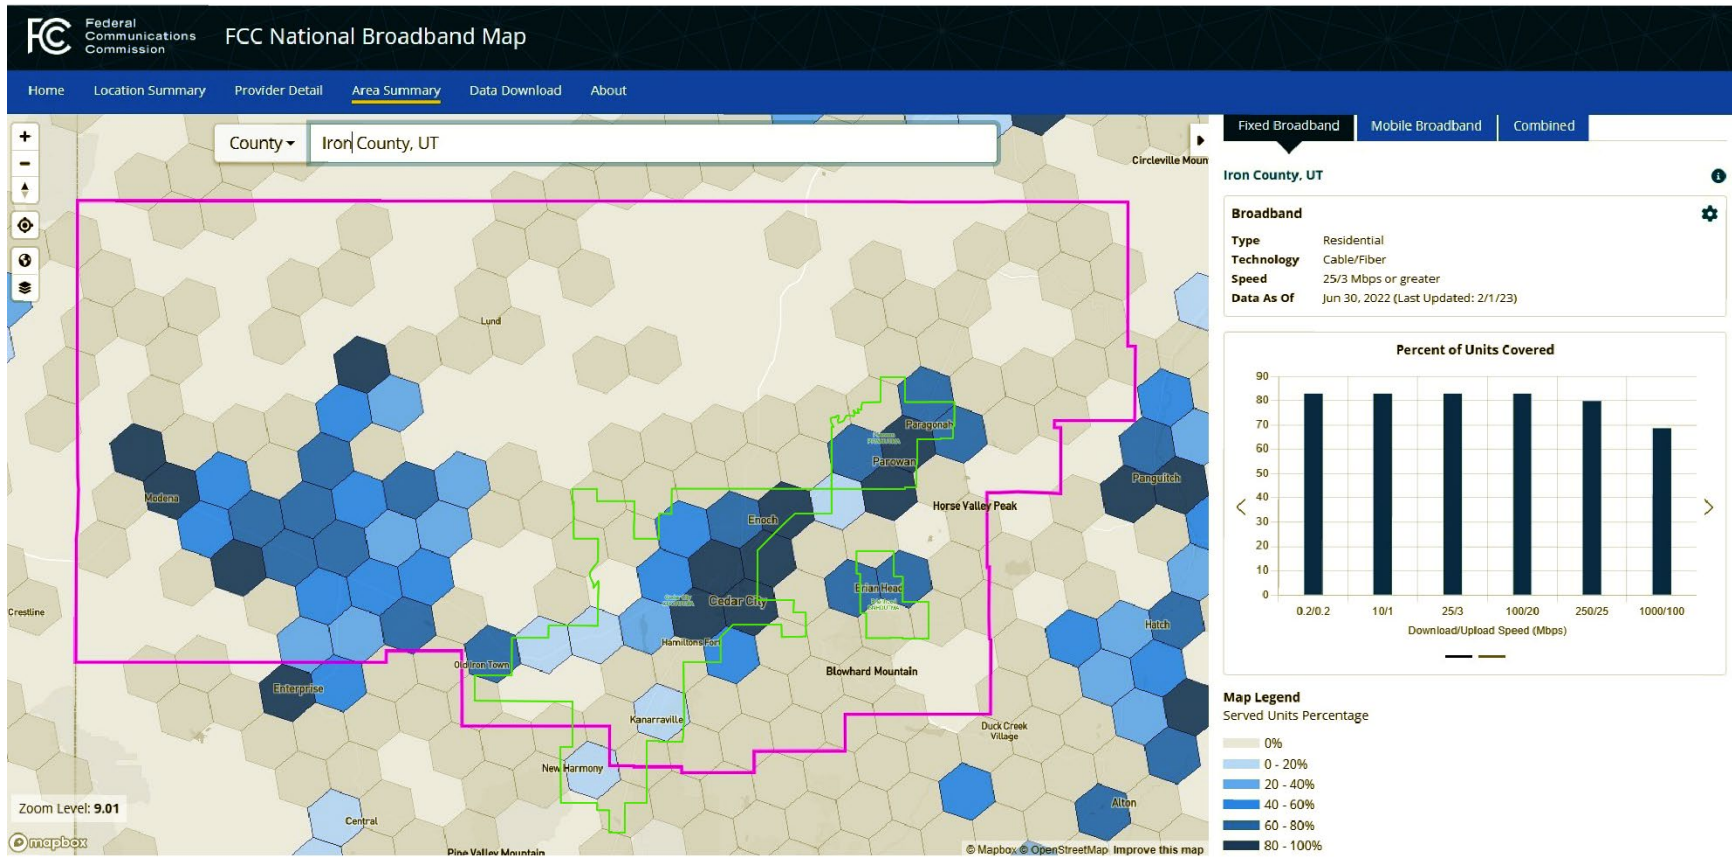 FCC
Federal
Communications
Commission
FCC National Broadband Map
Home Location Summary Provider Detail Area Summary Data Download About
County Iron County, UT
Circleville Moun
Lund
Paragonah
Parowan
Modena
Panguitch
Horse Valley Peak
Enoch
Brian Head
Crestline
Cedar City
Hatch
Hamiltons Fort
Old Iron Town
Blowhard Mountain
Enterprise
Kanarraville
Duck Creek
Village
New Harmony
Alton
Central
Pine Valley Mountain
Zoom Level: 9.01
mapbox
© Mapbox © OpenStreetMap Improve this map
Fixed Broadband Mobile Broadband Combined
Iron County, UT
Broadband
Type Residential
Technology Cable/Fiber
Speed 25/3 Mbps or greater
Data As Of Jun 30, 2022 (Last Updated: 2/1/23)
Percent of Units Covered
90
80
70
60
50
40
30
20
10
0
0.2/0.2 10/1 25/3 100/20 250/25 1000/100
Download/Upload Speed (Mbps)
Map Legend
Served Units Percentage
0%
0 - 20%
20 - 40%
40 - 60%
60 - 80%
80 - 100%